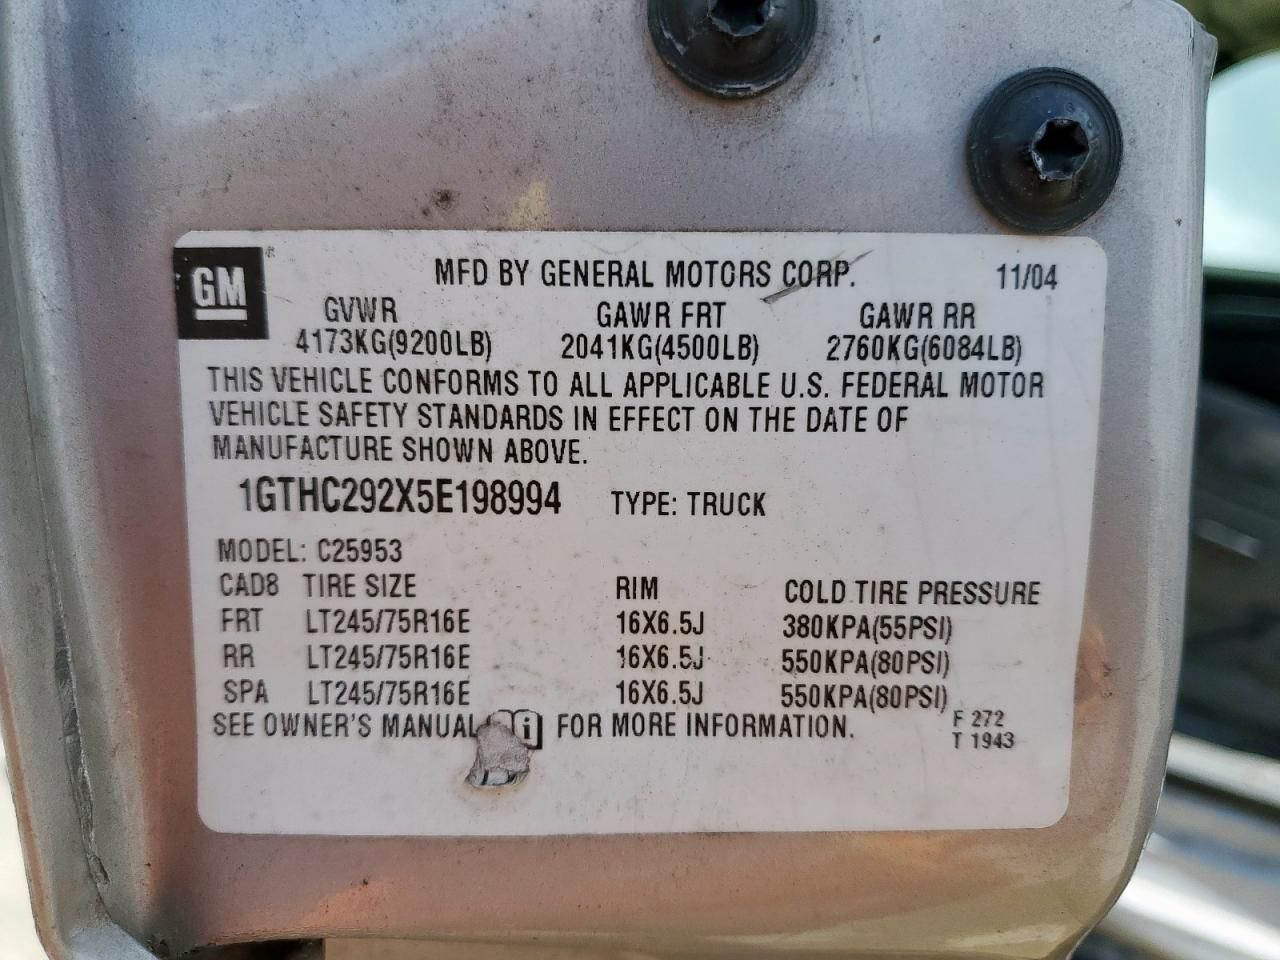 GM ® MFD BY GENERAL MOTORS CORP. 11/04
GVWR GAWR FRT GAWR RR
4173KG(9200LB) 2041KG(4500LB) 2760KG(6084LB)
THIS VEHICLE CONFORMS TO ALL APPLICABLE U.S. FEDERAL MOTOR
VEHICLE SAFETY STANDARDS IN EFFECT ON THE DATE OF
MANUFACTURE SHOWN ABOVE.
1GTHC292X5E198994 TYPE: TRUCK
MODEL: C25953
CAD8 TIRE SIZE RIM COLD TIRE PRESSURE
FRT LT245/75R16E 16X6.5J 380KPA(55PSI)
RR LT245/75R16E 16X6.5J 550KPA(80PSI)
SPA LT245/75R16E 16X6.5J 550KPA(80PSI)
SEE OWNER'S MANUAL i FOR MORE INFORMATION.
F 272
T 1943